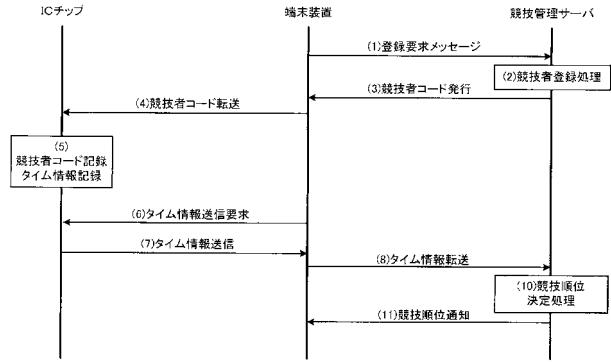 ICチップ
端末装置
競技管理サーバ
(1)登録要求メッセージ
(2)競技者登録処理
(3)競技者コード発行
(4)競技者コード転送
(5)
競技者コード記録
タイム情報記録
(6)タイム情報送信要求
(7)タイム情報送信
(8)タイム情報転送
(10)競技順位
決定処理
(11)競技順位通知